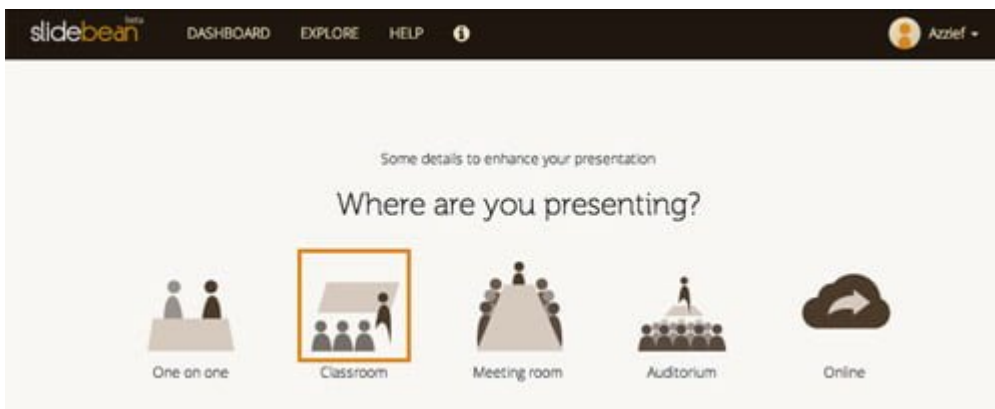 slidebean beta DASHBOARD EXPLORE HELP i Azzief
Some details to enhance your presentation
Where are you presenting?
One on one Classroom Meeting room Auditorium Online